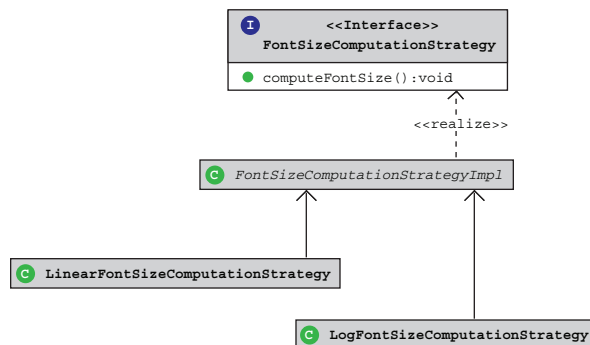 I
<<Interface>>
FontSizeComputationStrategy
computeFontSize():void
<<realize>>
C FontSizeComputationStrategyImpl
C LinearFontSizeComputationStrategy
C LogFontSizeComputationStrategy